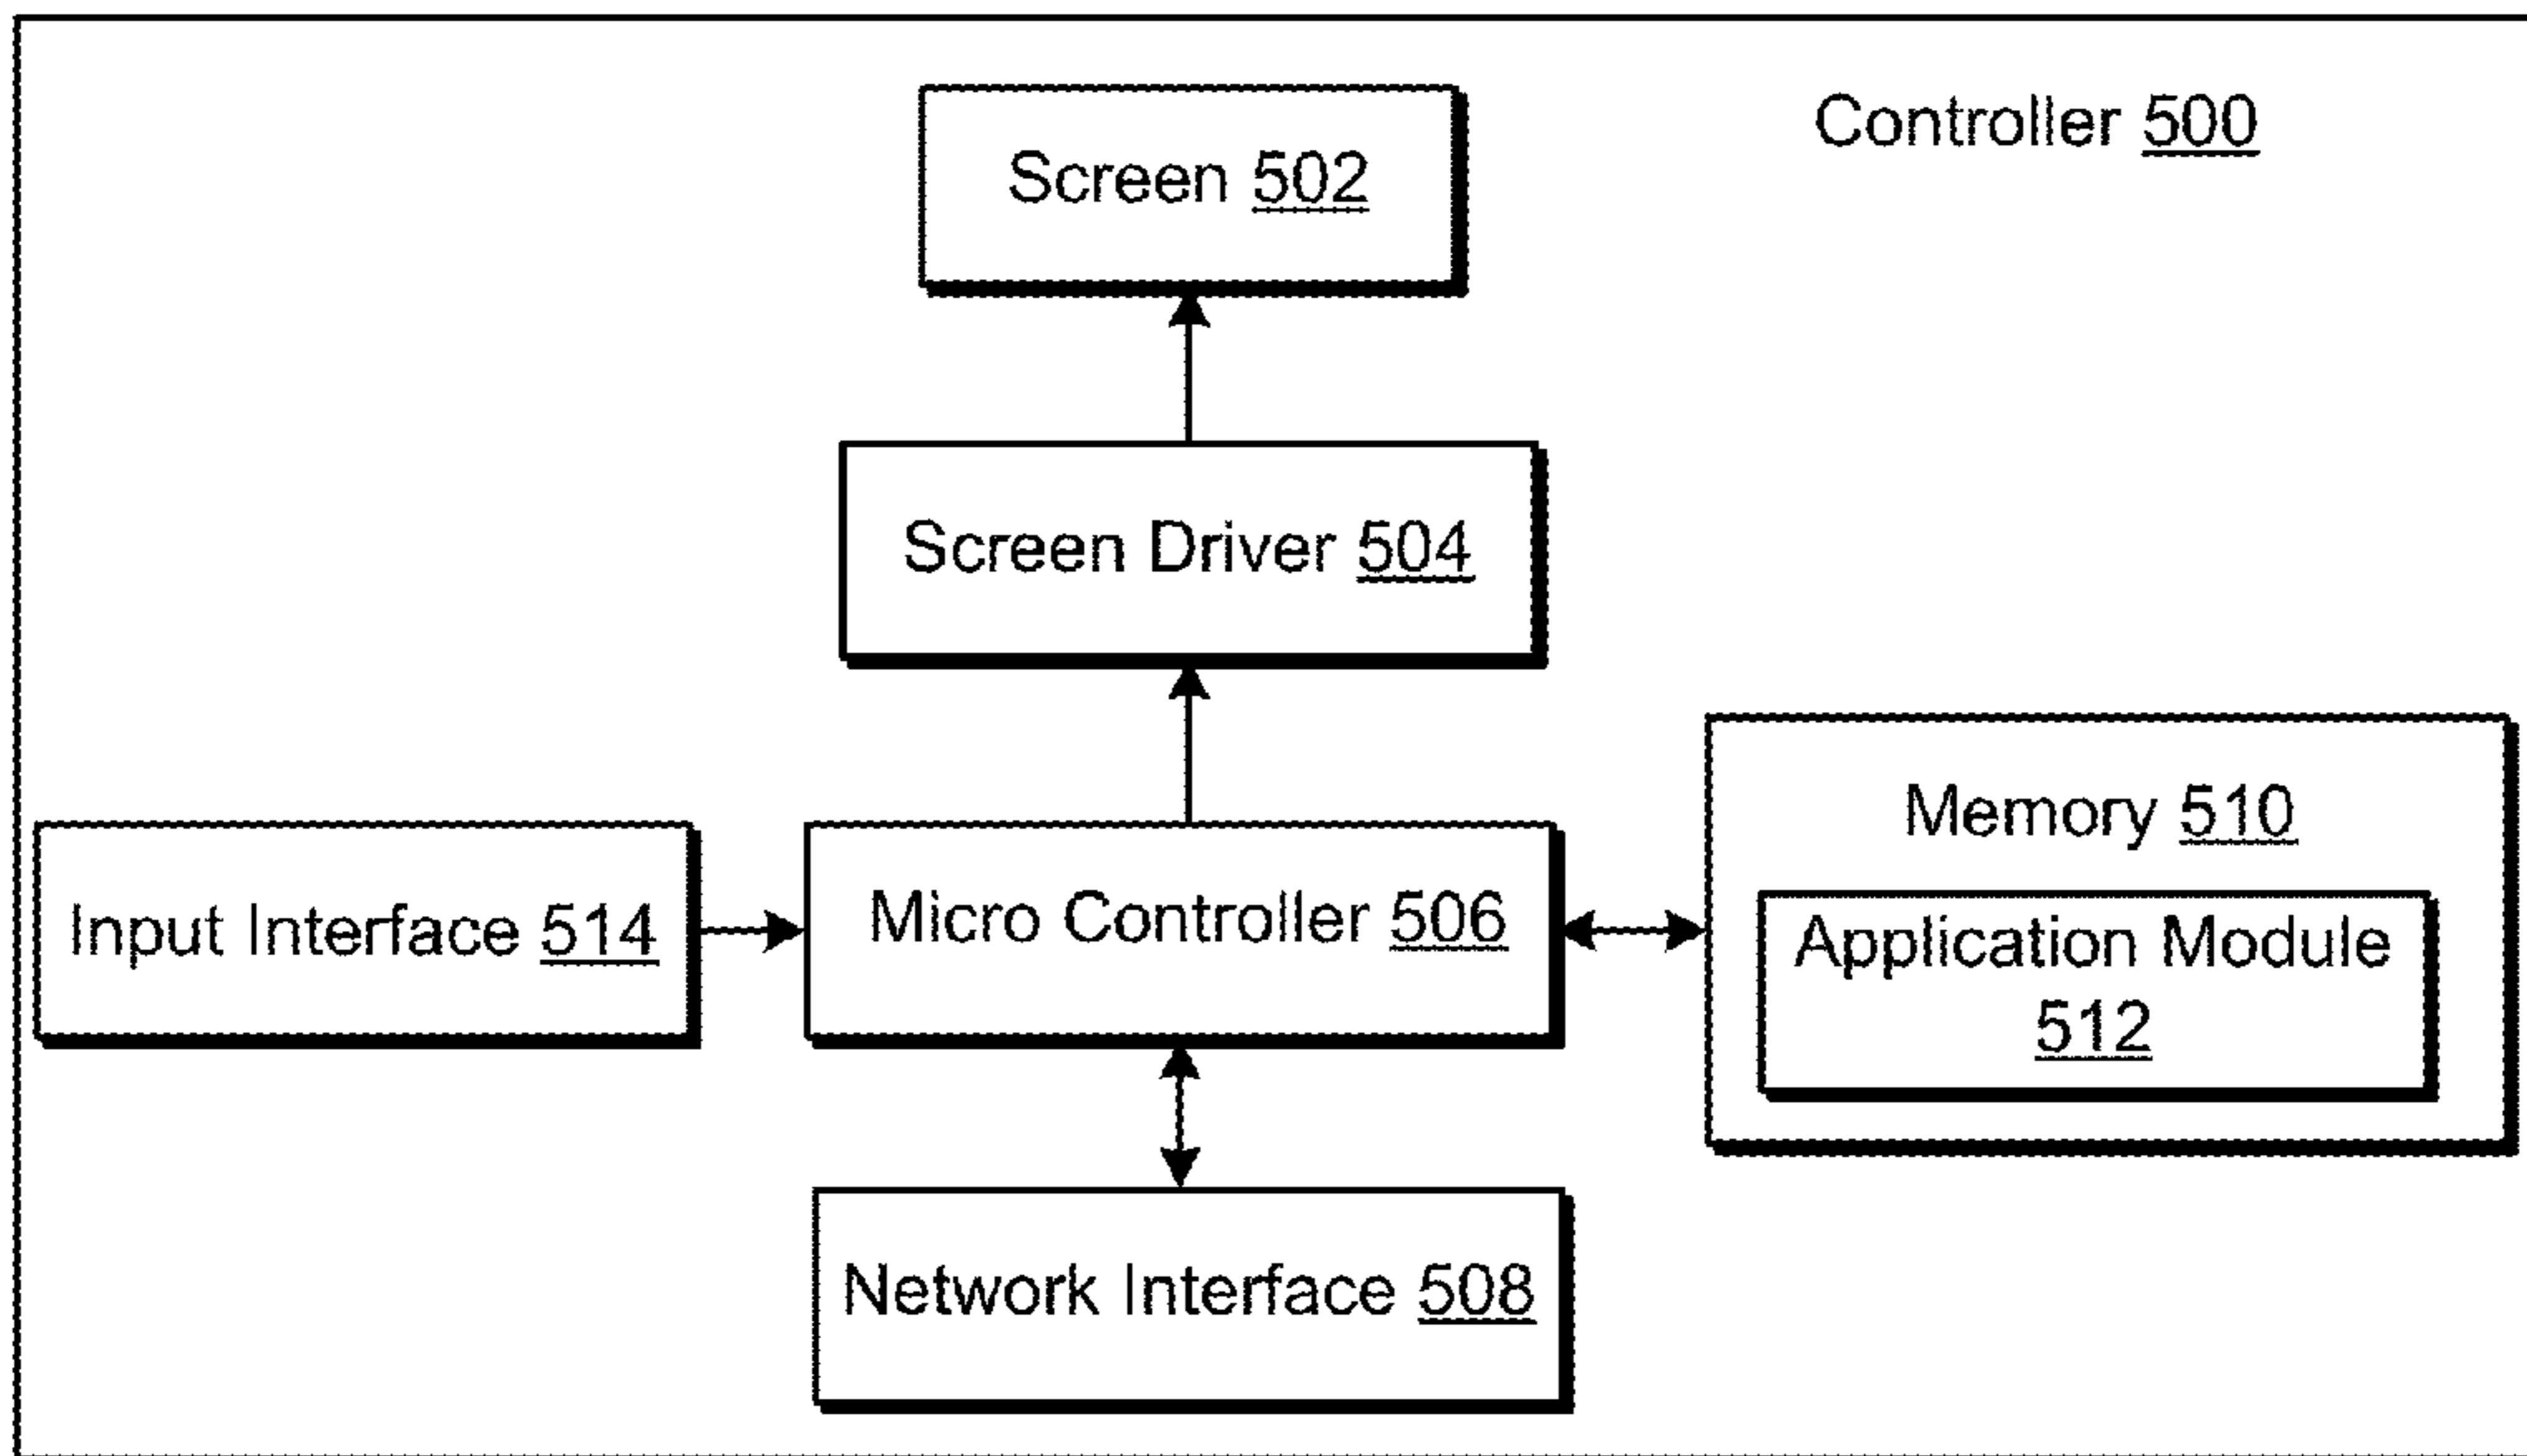 Controller 500
Screen 502
Screen Driver 504
Input Interface 514
Micro Controller 506
Memory 510
Application Module
512
Network Interface 508